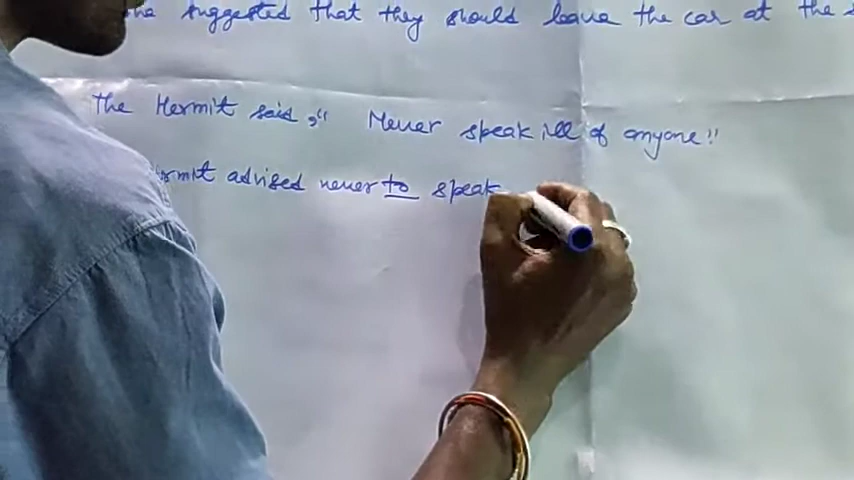 suggested that they should leave the car at the
The Hermit said, " Never speak ill of anyone"
advised never to speak